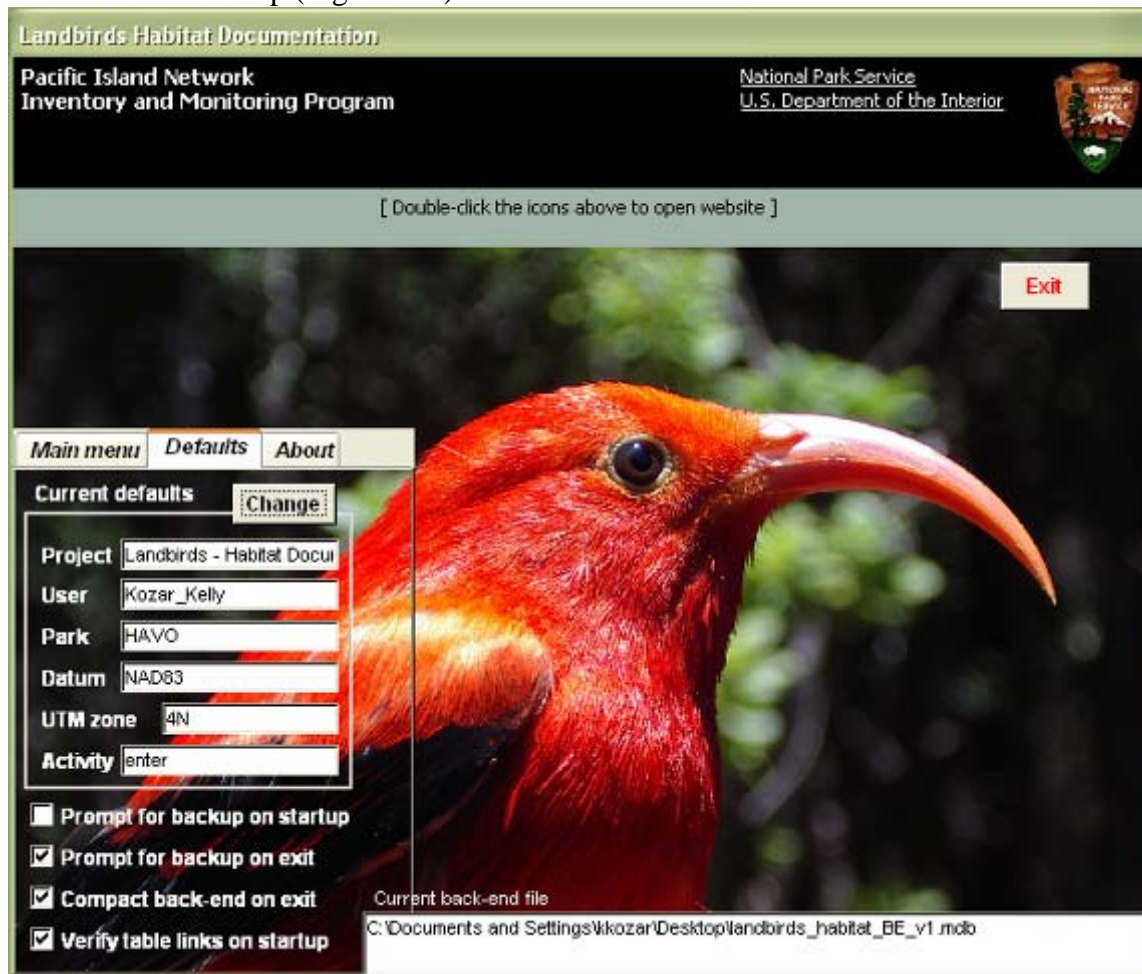 Landbirds Habitat Documentation
Pacific Island Network
Inventory and Monitoring Program
National Park Service
U.S. Department of the Interior
NATIONAL
PARK
SERVICE
[ Double-click the icons above to open website ]
Exit
Main menu Defaults About
Current defaults Change
Project Landbirds - Habitat Docu
User Kozar_Kelly
Park HAVO
Datum NAD83
UTM zone 4N
Activity enter
Prompt for backup on startup
Prompt for backup on exit
Compact back-end on exit
Verify table links on startup
Current back-end file
C:\Documents and Settings\kkozar\Desktop\landbirds_habitat_BE_v1.mdb